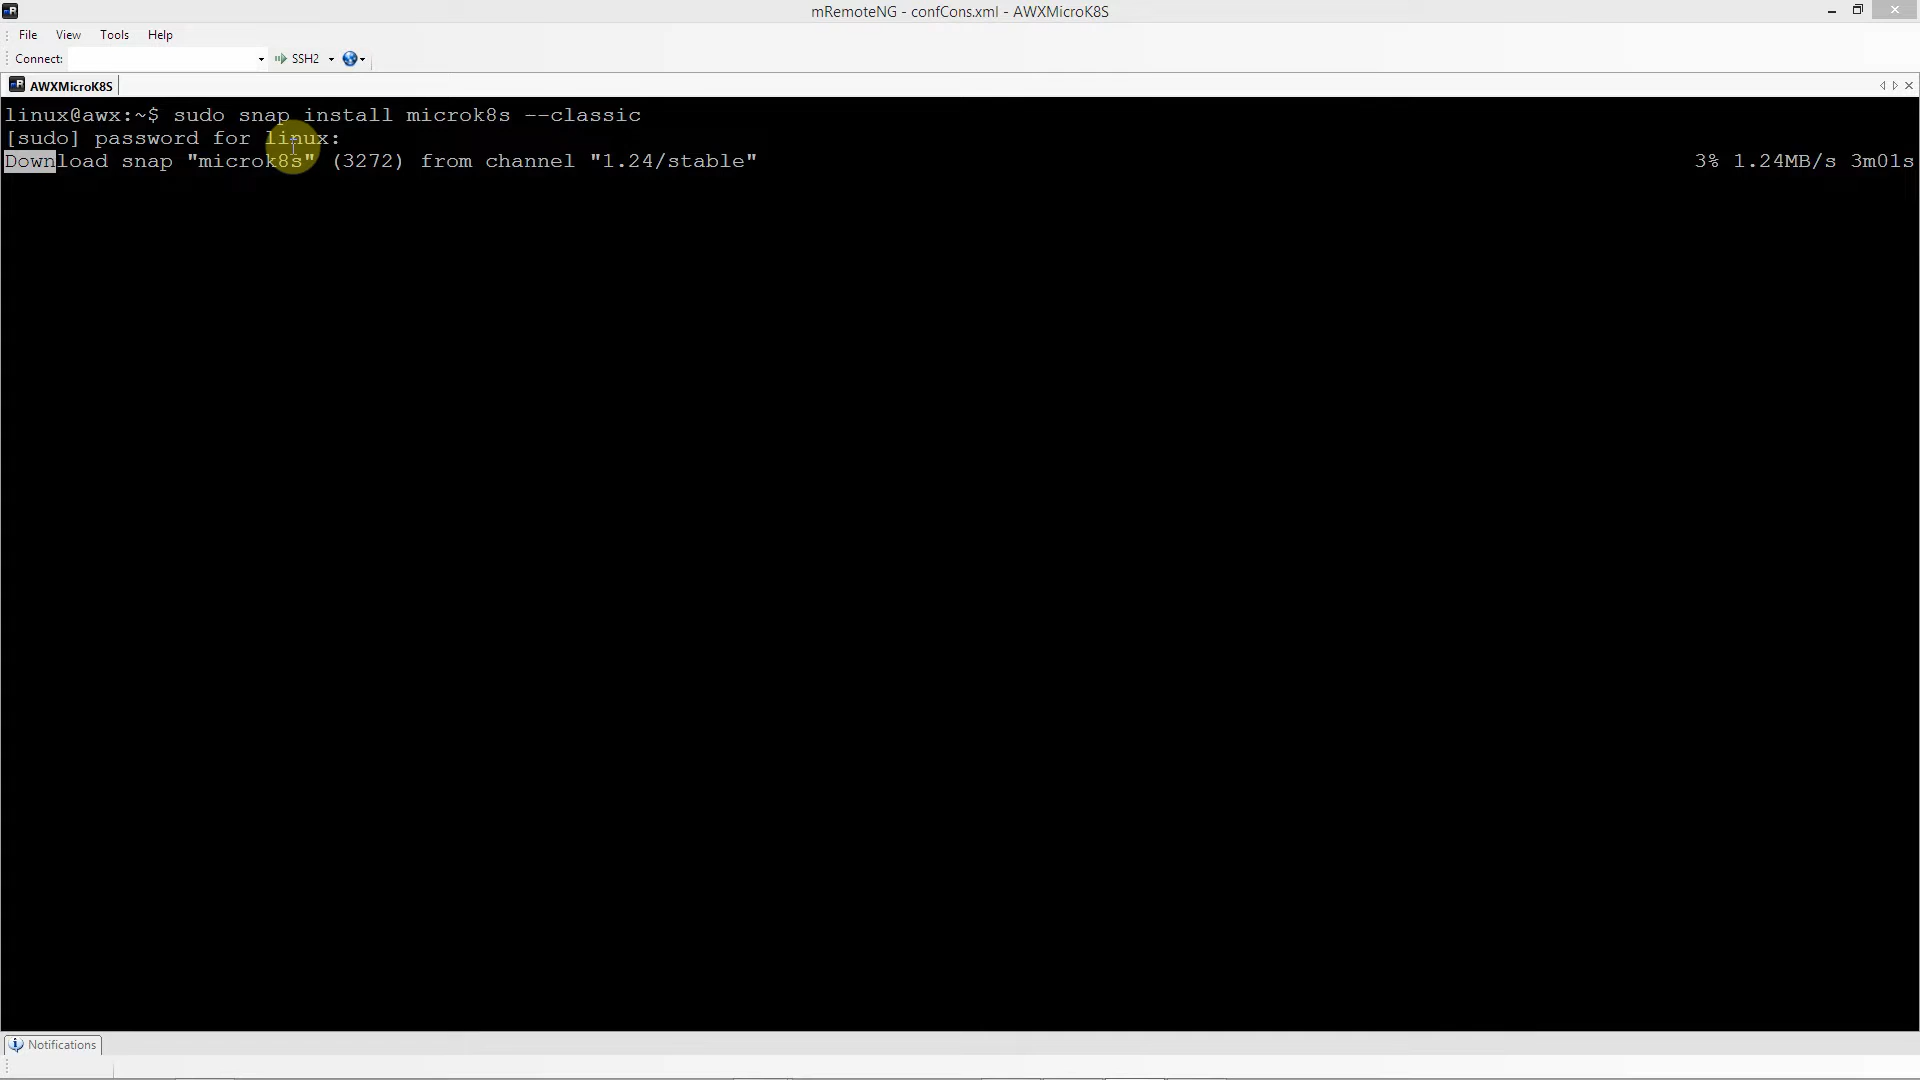 mRemoteNG - confCons.xml - AWXMicroK8S
File View Tools Help
Connect: SSH2
AWXMicroK8S
linux@awx:~$ sudo snap install microk8s --classic
[sudo] password for linux:
Download snap "microk8s" (3272) from channel "1.24/stable" 3% 1.24MB/s 3m01s
Notifications